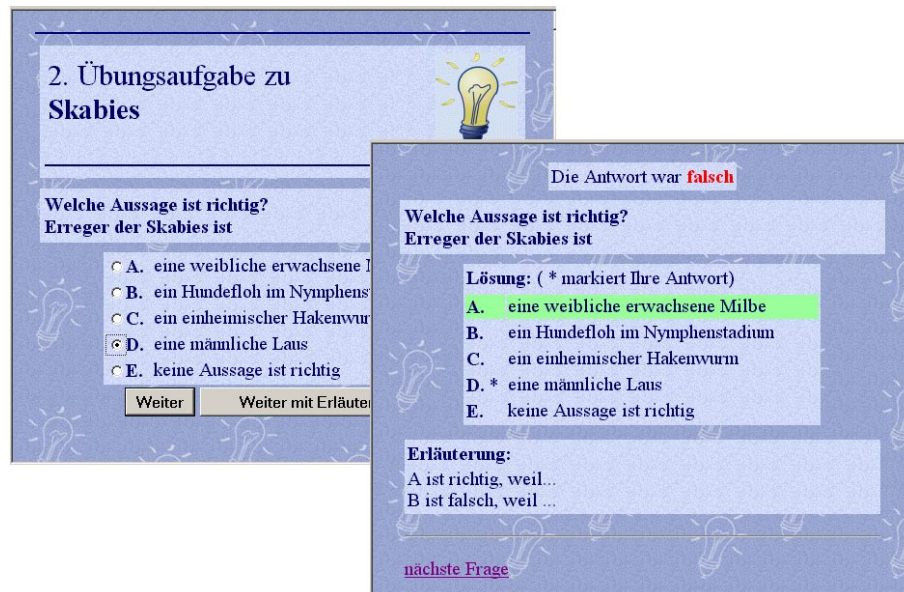 2. Übungsaufgabe zu
Skabies
Welche Aussage ist richtig?
Erreger der Skabies ist
A. eine weibliche erwachsene
B. ein Hundefloh im
C. ein einheimischer
D. eine männliche Laus
E. keine Aussage ist richtig
Weiter Weiter mit
Die Antwort war falsch
Welche Aussage ist richtig?
Erreger der Skabies ist
Lösung: ( * markiert Ihre Antwort)
A. eine weibliche erwachsene Milbe
B. ein Hundefloh im Nymphenstadium
C. ein einheimischer Hakenwurm
D. * eine männliche Laus
E. keine Aussage ist richtig
Erläuterung:
A ist richtig, weil...
B ist falsch, weil ...
nächste Frage